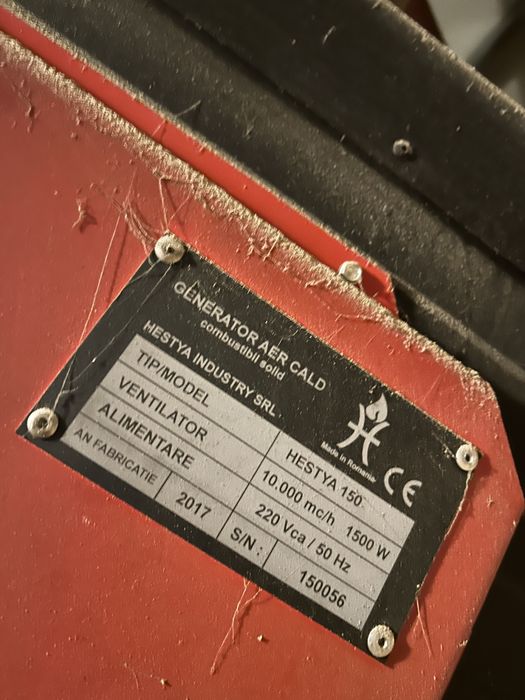 GENERATOR AER CALD
combustibil solid
HESTYA INDUSTRY SRL
Made in Romania
CE
TIP/MODEL HESTYA 150
VENTILATOR 10.000 mc/h 1500 W
ALIMENTARE 220 Vca / 50 Hz
AN FABRICATIE 2017 S/N : 150056